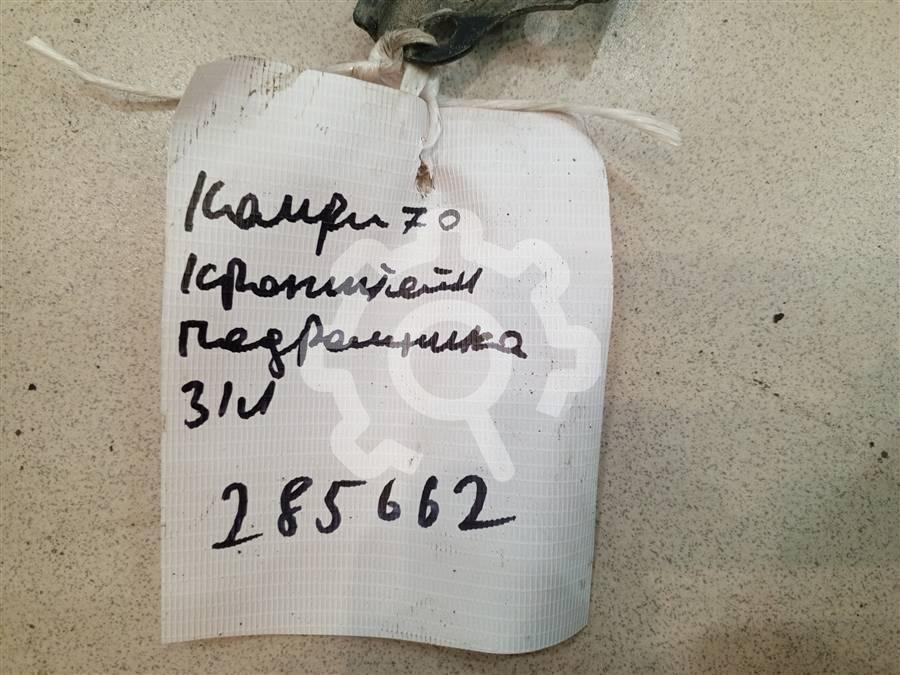 Камри 70
кронштейн
подрамника
З/Л
285662